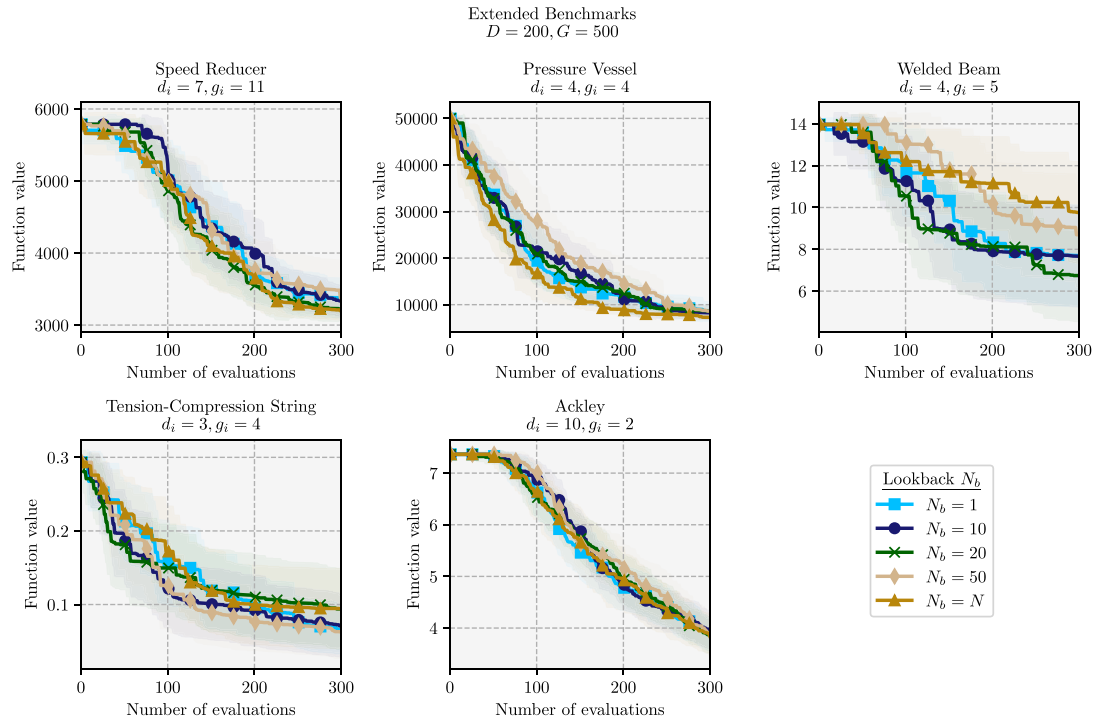 Extended Benchmarks
D = 200, G = 500
Speed Reducer
d_i = 7, g_i = 11
Function value
6000
5000
4000
3000
0 100 200 300
Number of evaluations
Pressure Vessel
d_i = 4, g_i = 4
Function value
50000
40000
30000
20000
10000
0 100 200 300
Number of evaluations
Welded Beam
d_i = 4, g_i = 5
Function value
14
12
10
8
6
0 100 200 300
Number of evaluations
Tension-Compression String
d_i = 3, g_i = 4
Function value
0.3
0.2
0.1
0 100 200 300
Number of evaluations
Ackley
d_i = 10, g_i = 2
Function value
7
6
5
4
0 100 200 300
Number of evaluations
Lookback N_b
N_b = 1
N_b = 10
N_b = 20
N_b = 50
N_b = N